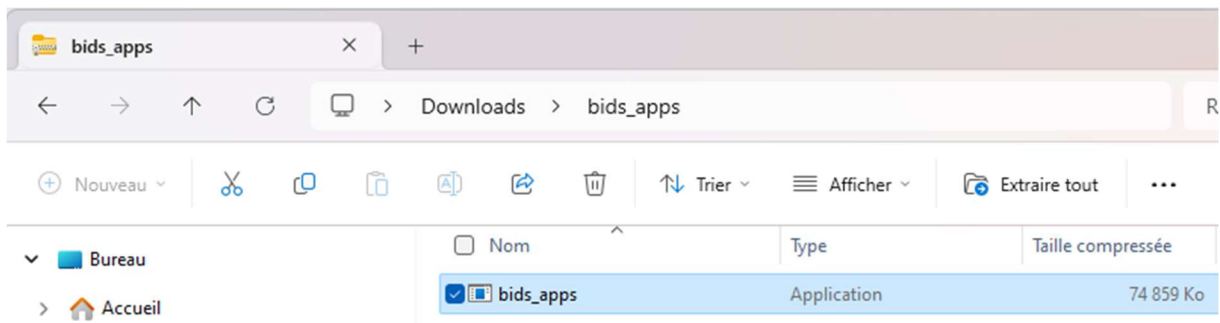 bids_apps
Downloads > bids_apps R
Nouveau Trier Afficher Extraire tout
Bureau
Accueil
Nom Type Taille compressée
bids_apps Application 74 859 Ko